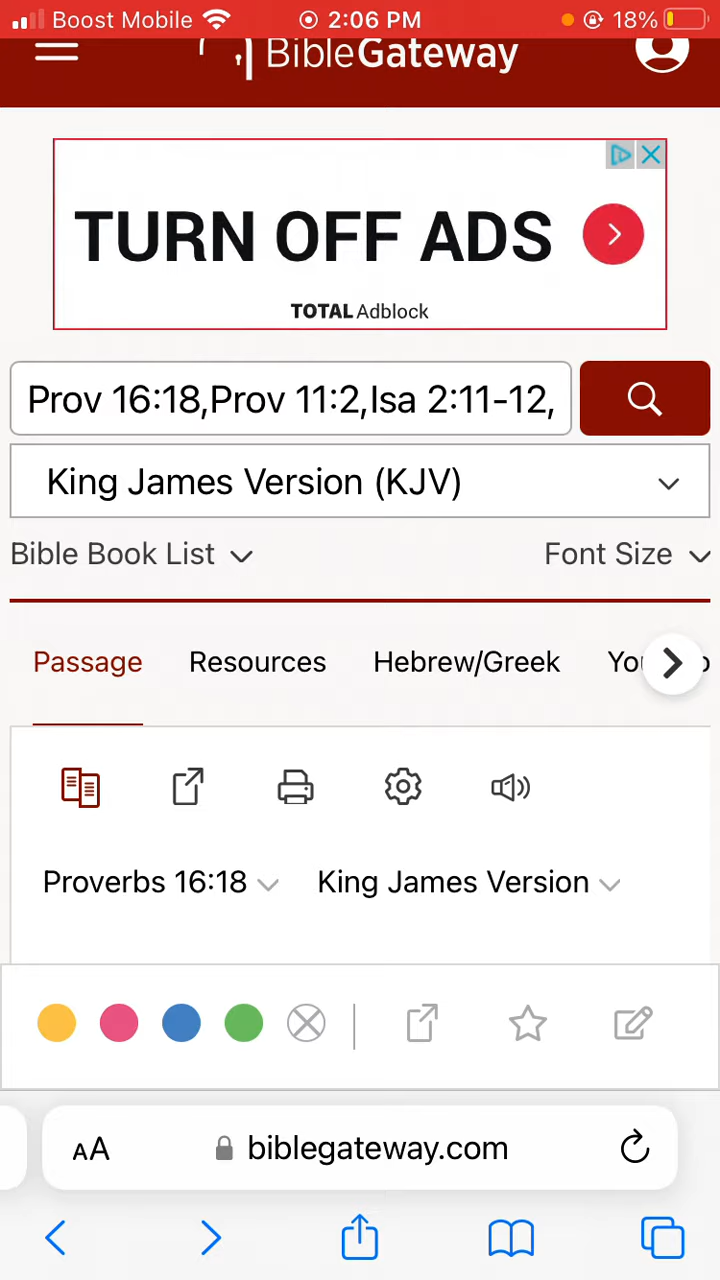 Boost Mobile 2:06 PM 18%
BibleGateway
TURN OFF ADS
TOTAL Adblock
Prov 16:18,Prov 11:2,Isa 2:11-12,
King James Version (KJV)
Bible Book List Font Size
Passage Resources Hebrew/Greek
Proverbs 16:18 King James Version
AA biblegateway.com